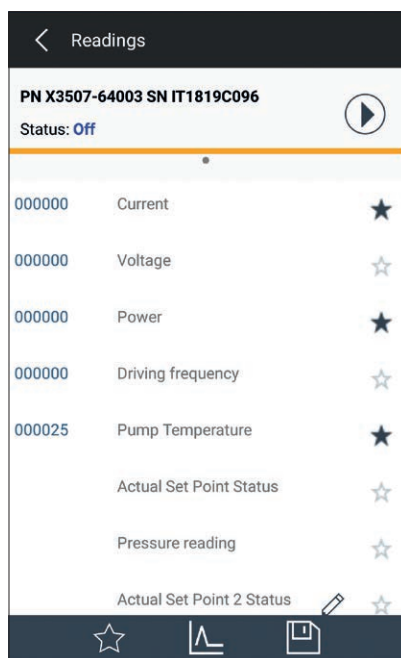 Readings
PN X3507-64003 SN IT1819C096
Status: Off
000000 Current
000000 Voltage
000000 Power
000000 Driving frequency
000025 Pump Temperature
Actual Set Point Status
Pressure reading
Actual Set Point 2 Status